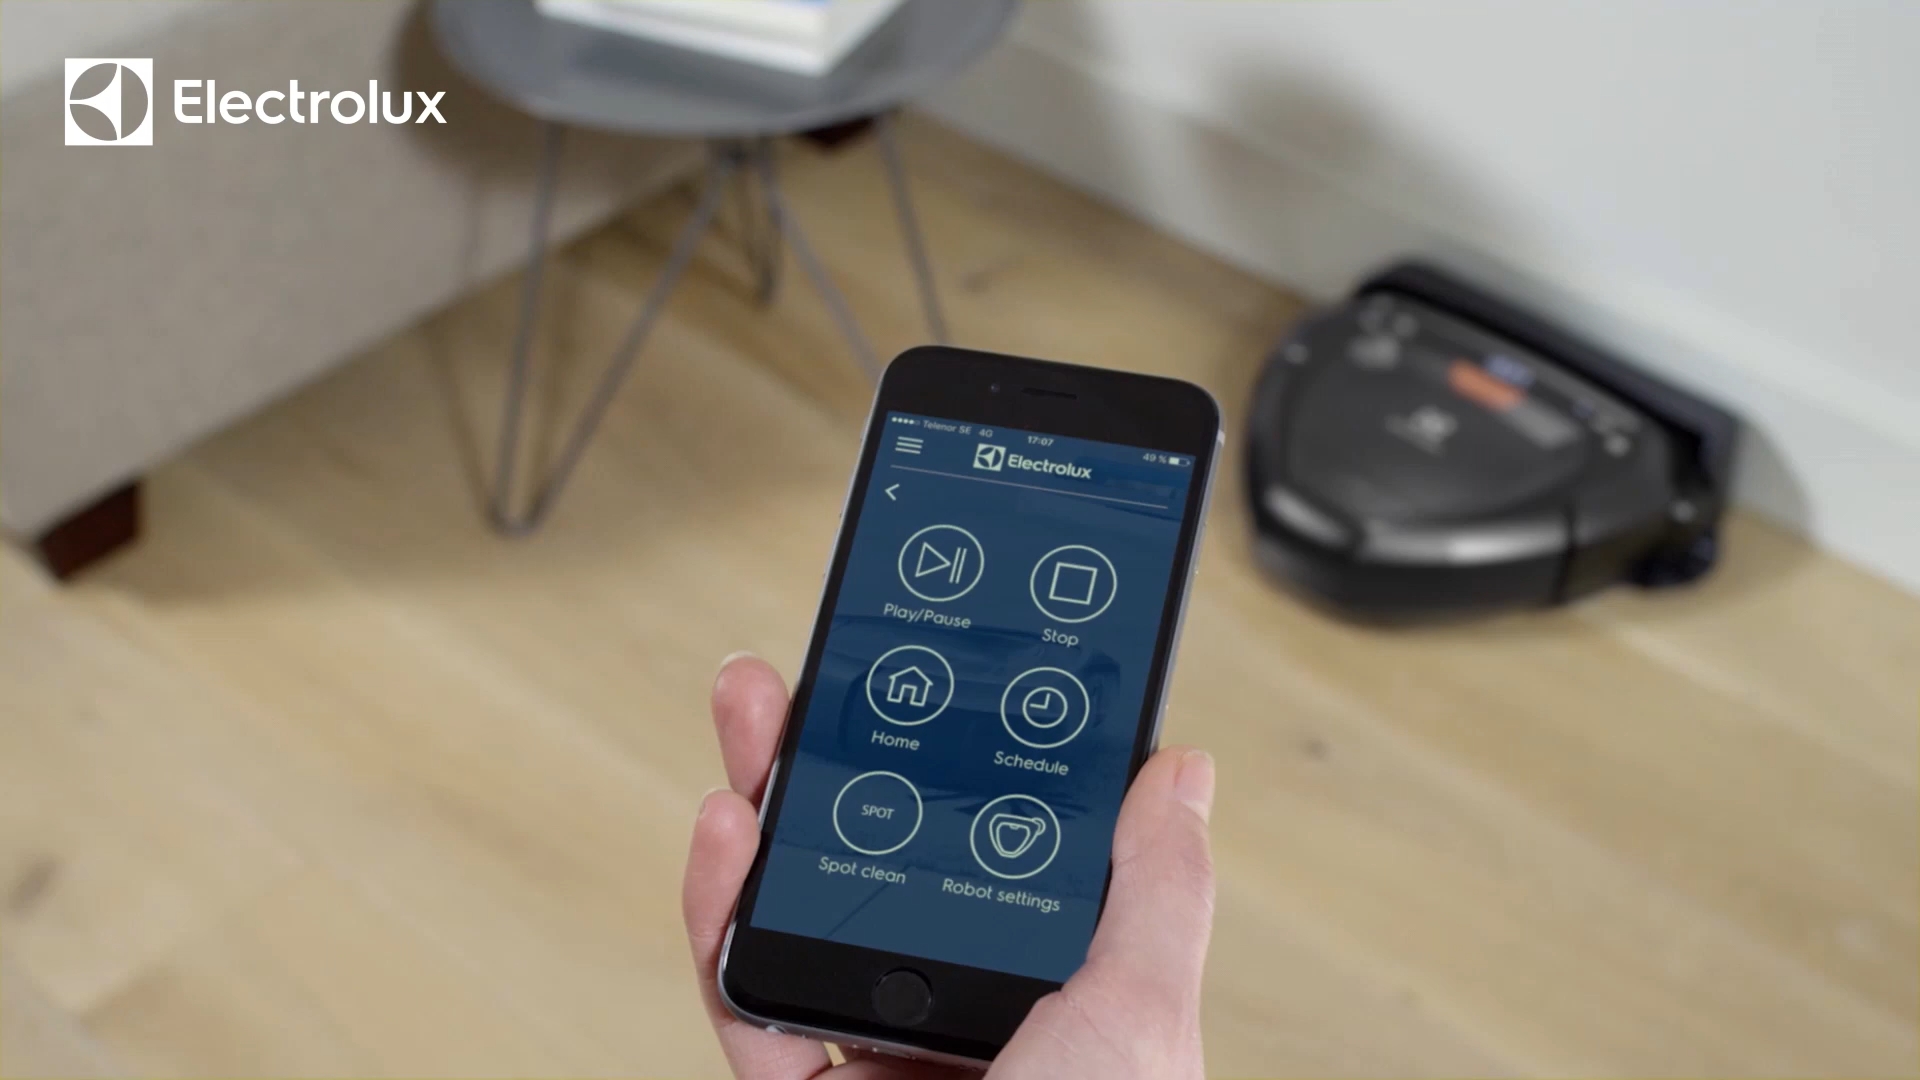 Electrolux
Telenor SE 4G 17:07 49 %
Electrolux
Play/Pause
Stop
Home
Schedule
SPOT
Spot clean
Robot settings